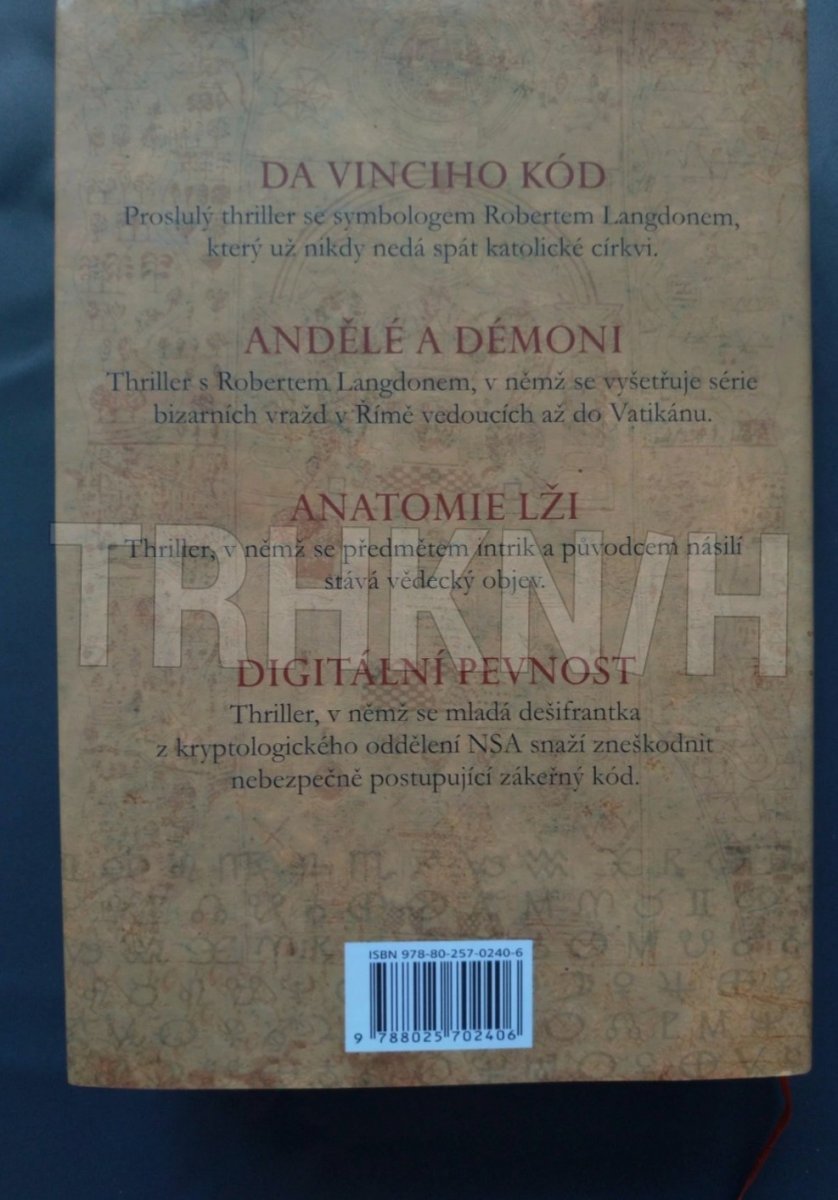 DA VINCIHO KÓD
Proslulý thriller se symbologem Robertem Langdonem,
který už nikdy nedá spát katolické církvi.
ANDĚLÉ A DÉMONI
Thriller s Robertem Langdonem, v němž se vyšetřuje série
bizarních vražd v Římě vedoucích až do Vatikánu.
ANATOMIE LŽI
Thriller, v němž se předmětem intrik a původcem násilí
stává vědecký objev.
TRHKN/H
DIGITÁLNÍ PEVNOST
Thriller, v němž se mladá dešifrantka
z kryptologického oddělení NSA snaží zneškodnit
nebezpečně postupující zákeřný kód.
ISBN 978-80-257-0240-6
9 788025 702406